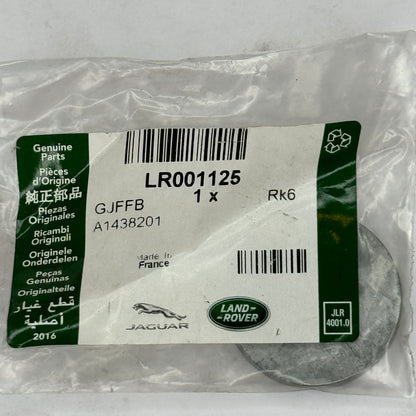 Genuine
Parts
Pièces
d'Origine
純正部品
Piezas
Originales
Ricambi
Originali
Originele
Onderdelen
Peças
Genuínas
Originalteile
قطع غيار
أصلية
2016
LR001125
1 x
Rk6
GJFFB
A1438201
Made In
France
JAGUAR
LAND-
ROVER
JLR
4001.0